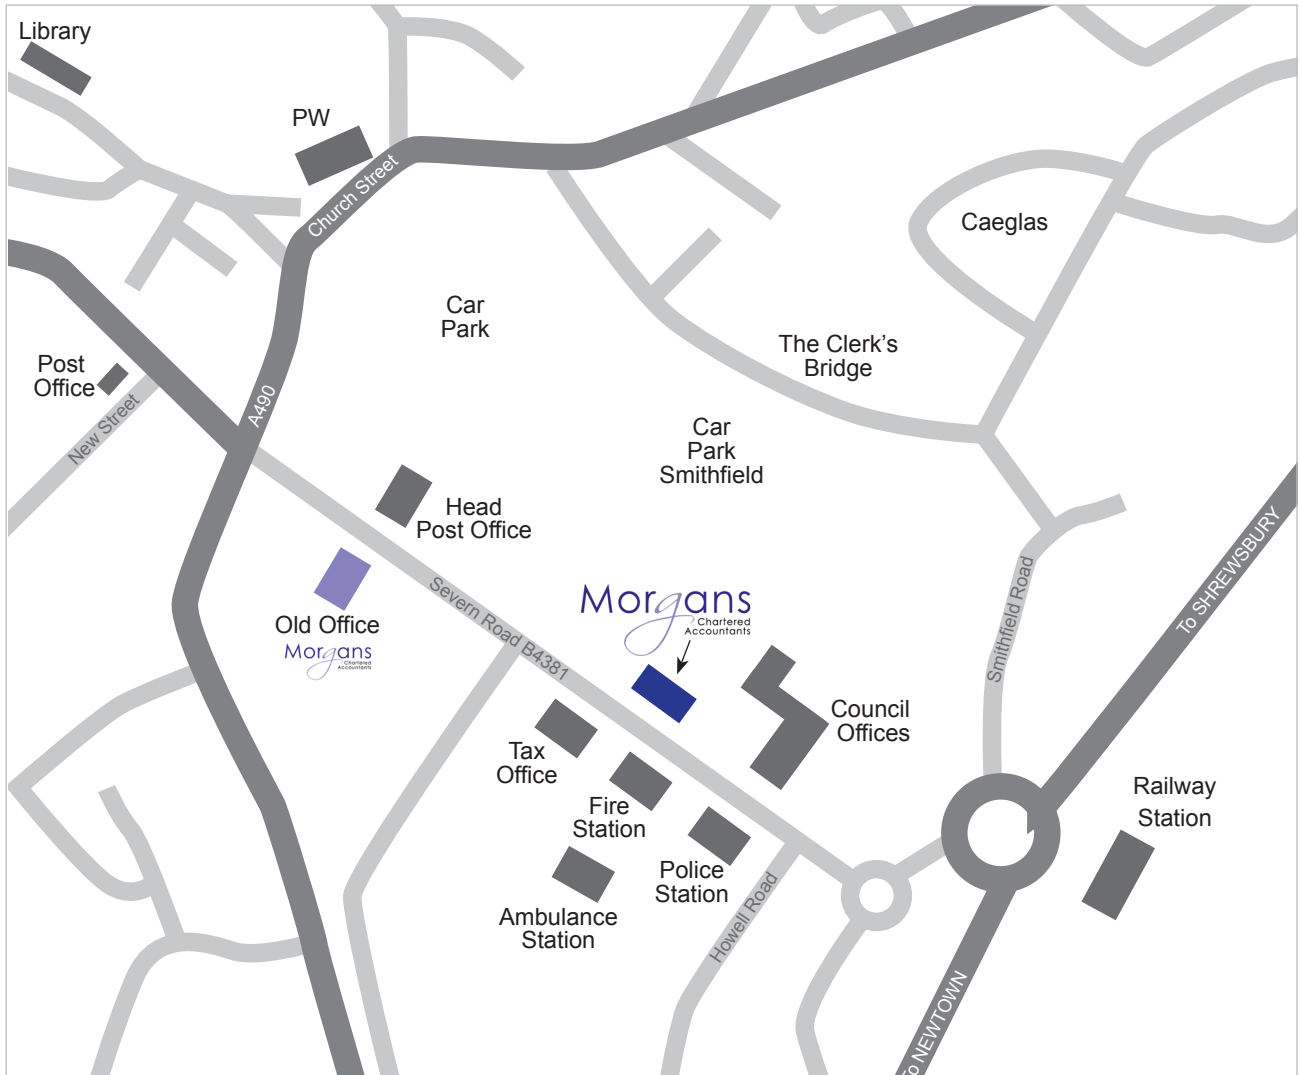 Library
PW
Church Street
Caeglas
Car
Park
The Clerk's
Bridge
Post
Office
New Street
A490
Car
Park
Smithfield
Head
Post Office
To SHREWSBURY
Severn Road B4381
Smithfield Road
Morgans
Chartered
Accountants
Old Office
Morgans
Chartered
Accountants
Council
Offices
Tax
Office
Railway
Station
Fire
Station
Police
Station
Howell Road
Ambulance
Station
To NEWTOWN